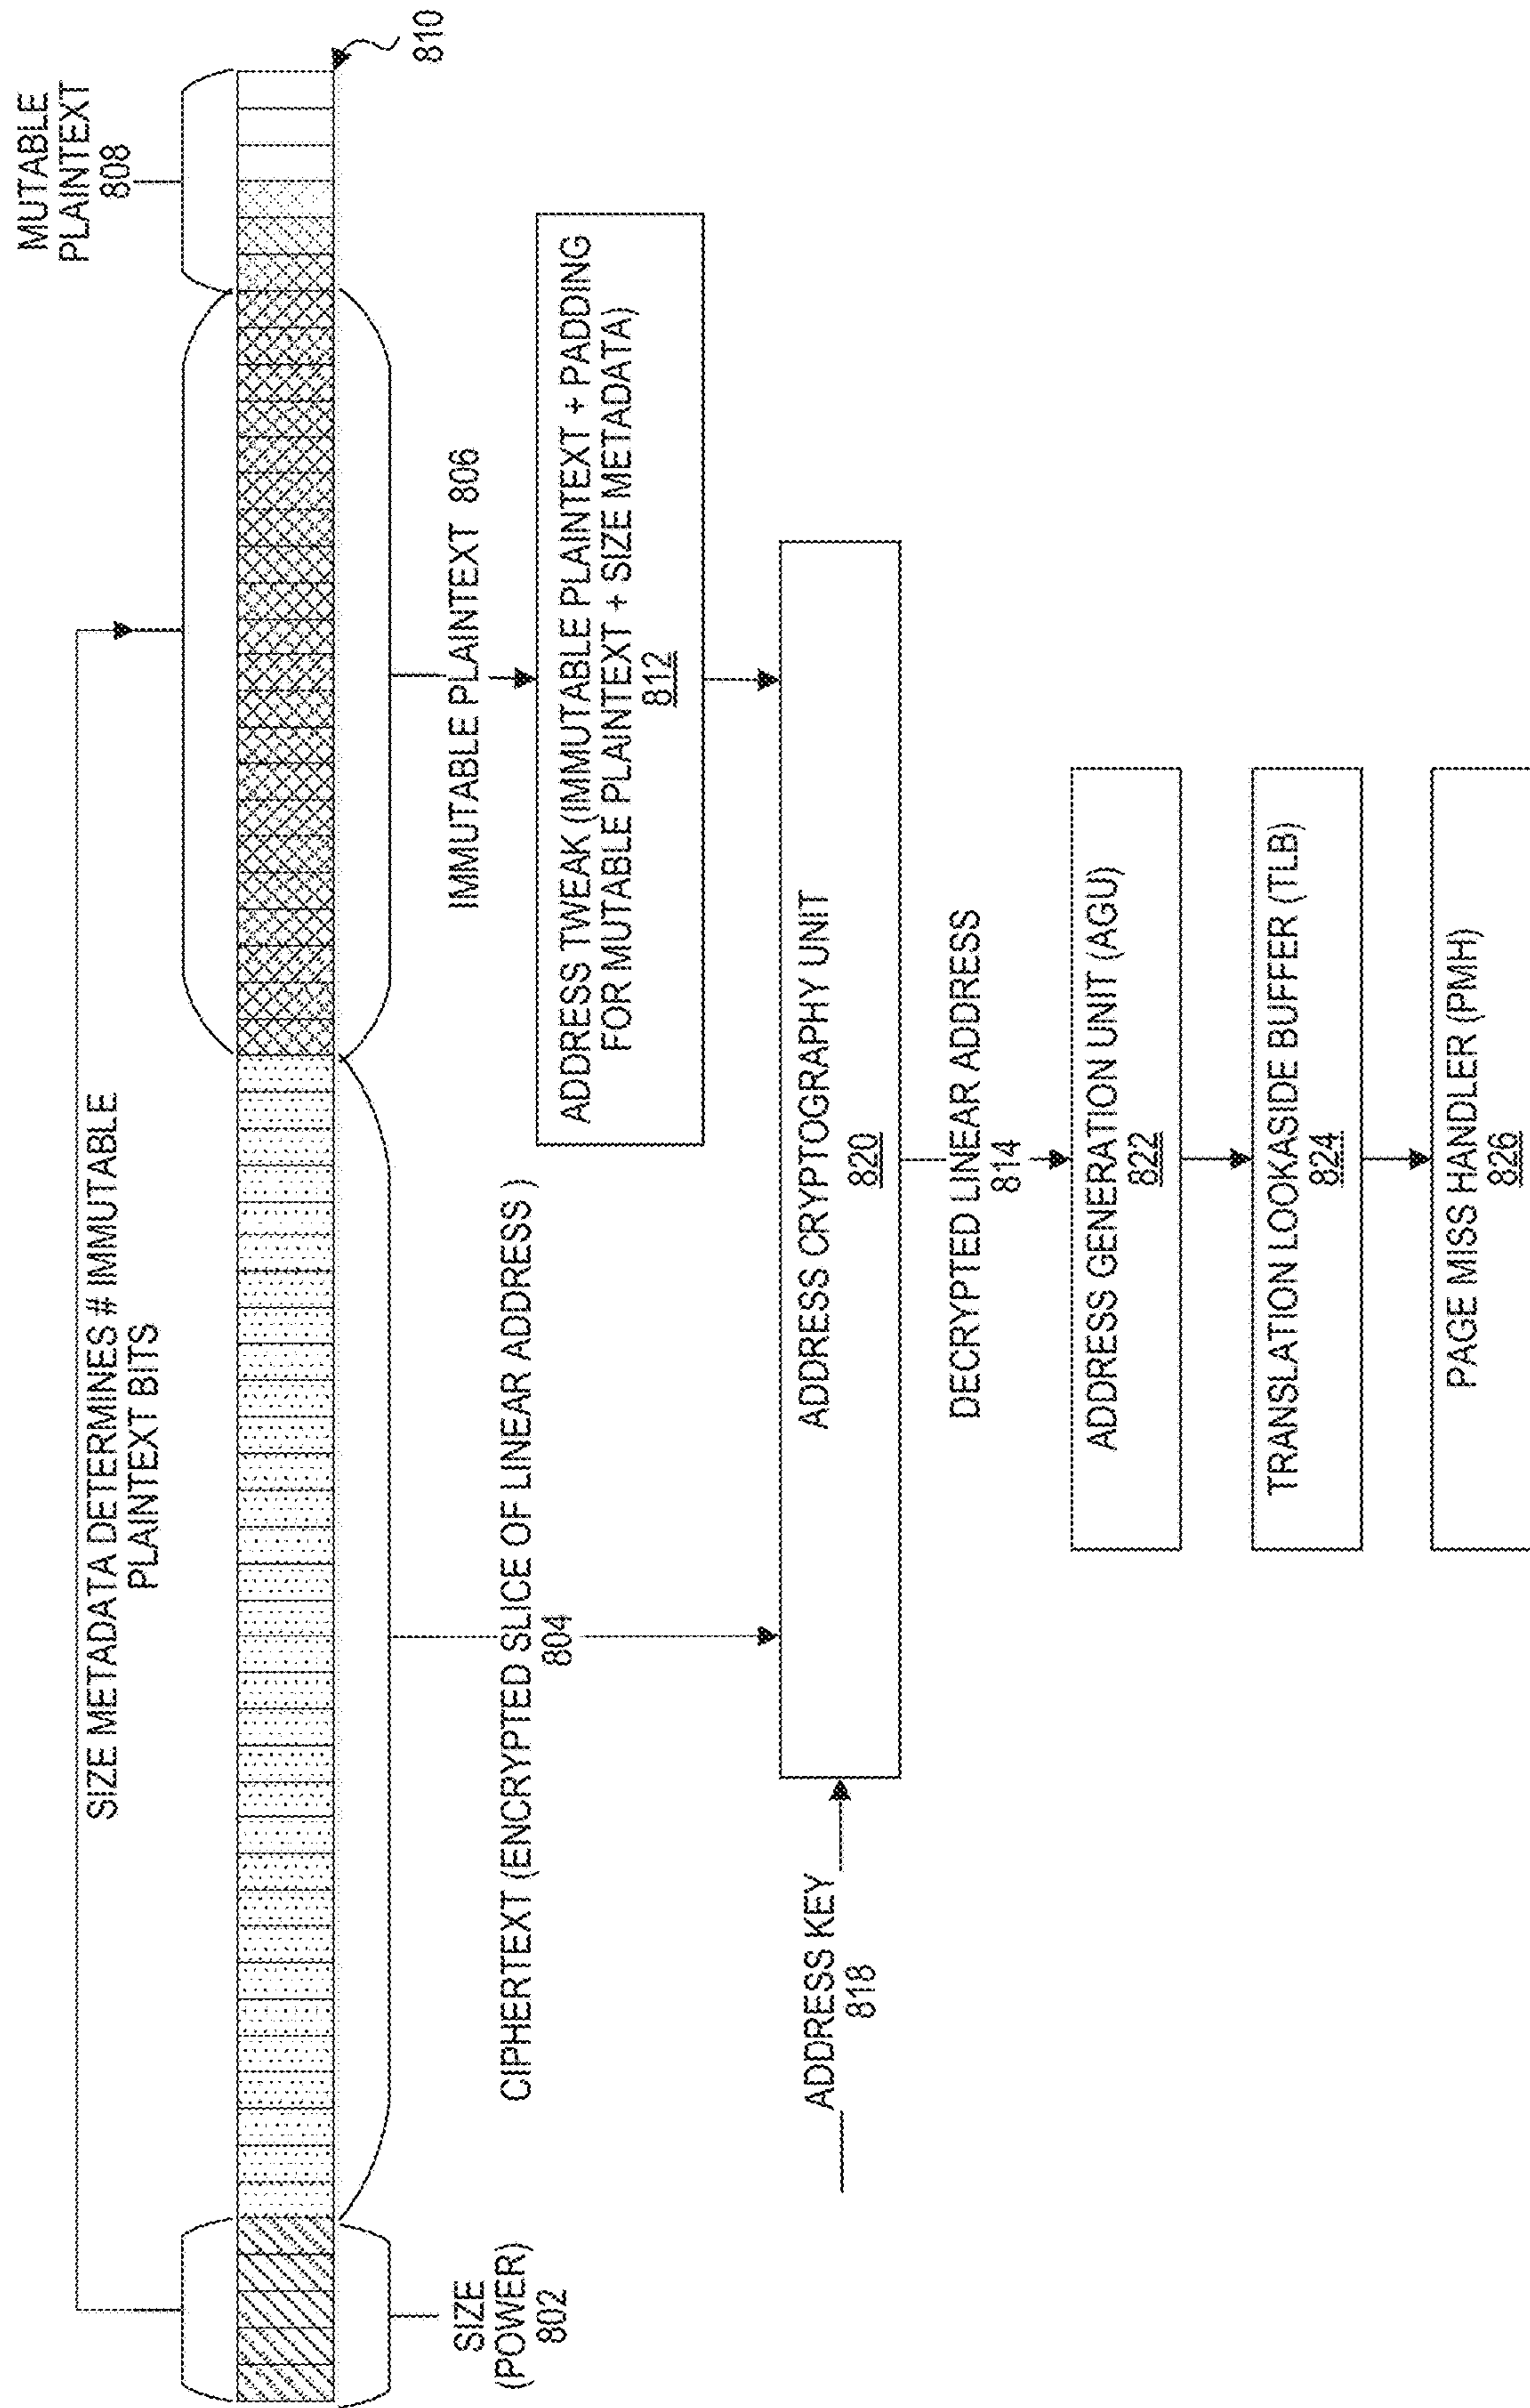 SIZE METADATA DETERMINES # IMMUTABLE
PLAINTEXT BITS
MUTABLE
PLAINTEXT
808
810
SIZE
(POWER)
802
CIPHERTEXT (ENCRYPTED SLICE OF LINEAR ADDRESS )
804
IMMUTABLE PLAINTEXT 806
ADDRESS TWEAK (IMMUTABLE PLAINTEXT + PADDING
FOR MUTABLE PLAINTEXT + SIZE METADATA)
812
ADDRESS KEY
818
ADDRESS CRYPTOGRAPHY UNIT
820
DECRYPTED LINEAR ADDRESS
814
ADDRESS GENERATION UNIT (AGU)
822
TRANSLATION LOOKASIDE BUFFER (TLB)
824
PAGE MISS HANDLER (PMH)
826